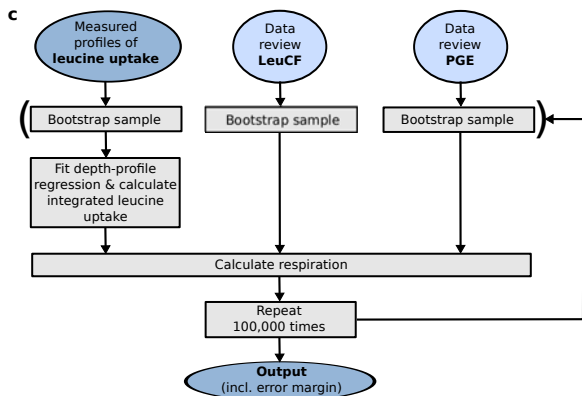 c
Measured
profiles of
leucine uptake
Data
review
LeuCF
Data
review
PGE
( Bootstrap sample
Bootstrap sample
Bootstrap sample )
Fit depth-profile
regression & calculate
integrated leucine
uptake
Calculate respiration
Repeat
100,000 times
Output
(incl. error margin)